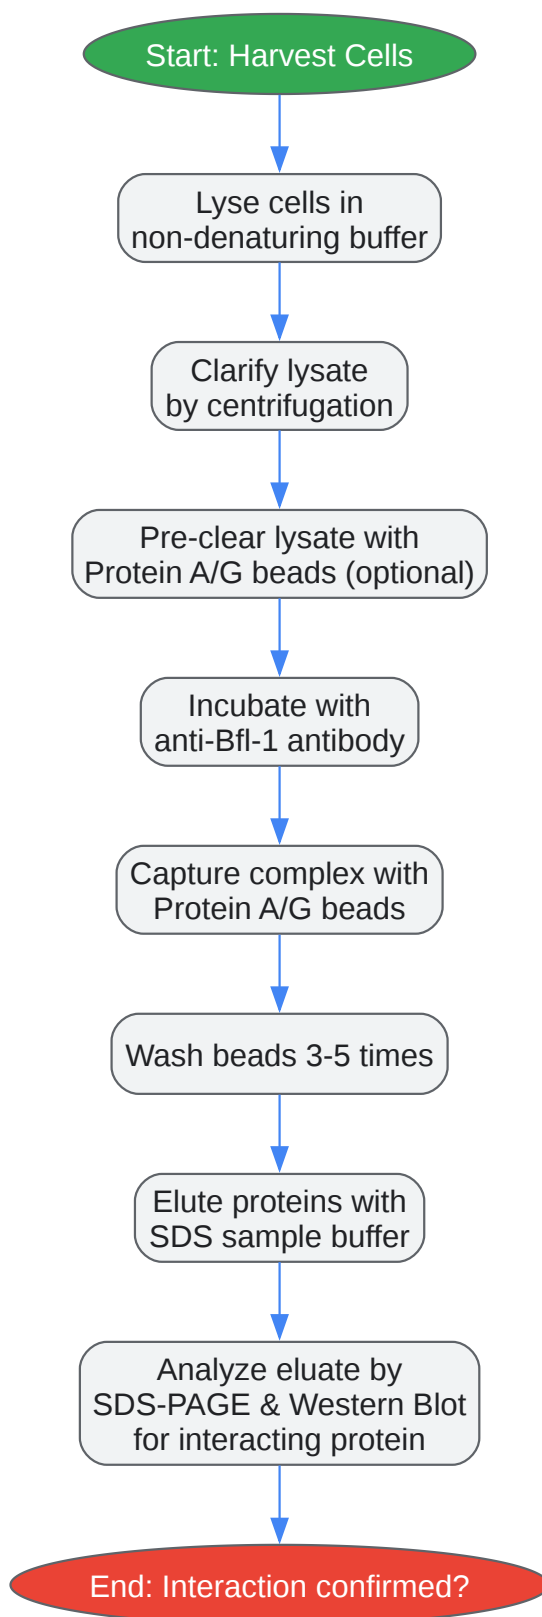 Start: Harvest Cells
Lyse cells in
non-denaturing buffer
Clarify lysate
by centrifugation
Pre-clear lysate with
Protein A/G beads (optional)
Incubate with
anti-Bfl-1 antibody
Capture complex with
Protein A/G beads
Wash beads 3-5 times
Elute proteins with
SDS sample buffer
Analyze eluate by
SDS-PAGE & Western Blot
for interacting protein
End: Interaction confirmed?